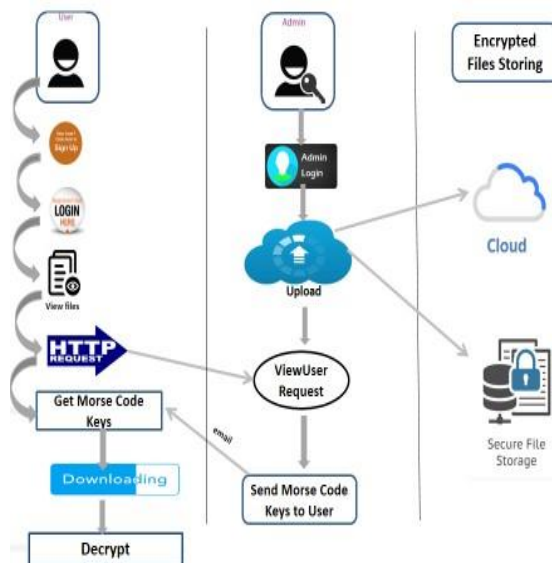 User
Sign Up
LOGIN
HERE
View files
HTTP
REQUEST
Get Morse Code
Keys
Downloading
Decrypt
Admin
Admin
Login
Upload
ViewUser
Request
email
Send Morse Code
Keys to User
Encrypted
Files Storing
Cloud
Secure File
Storage